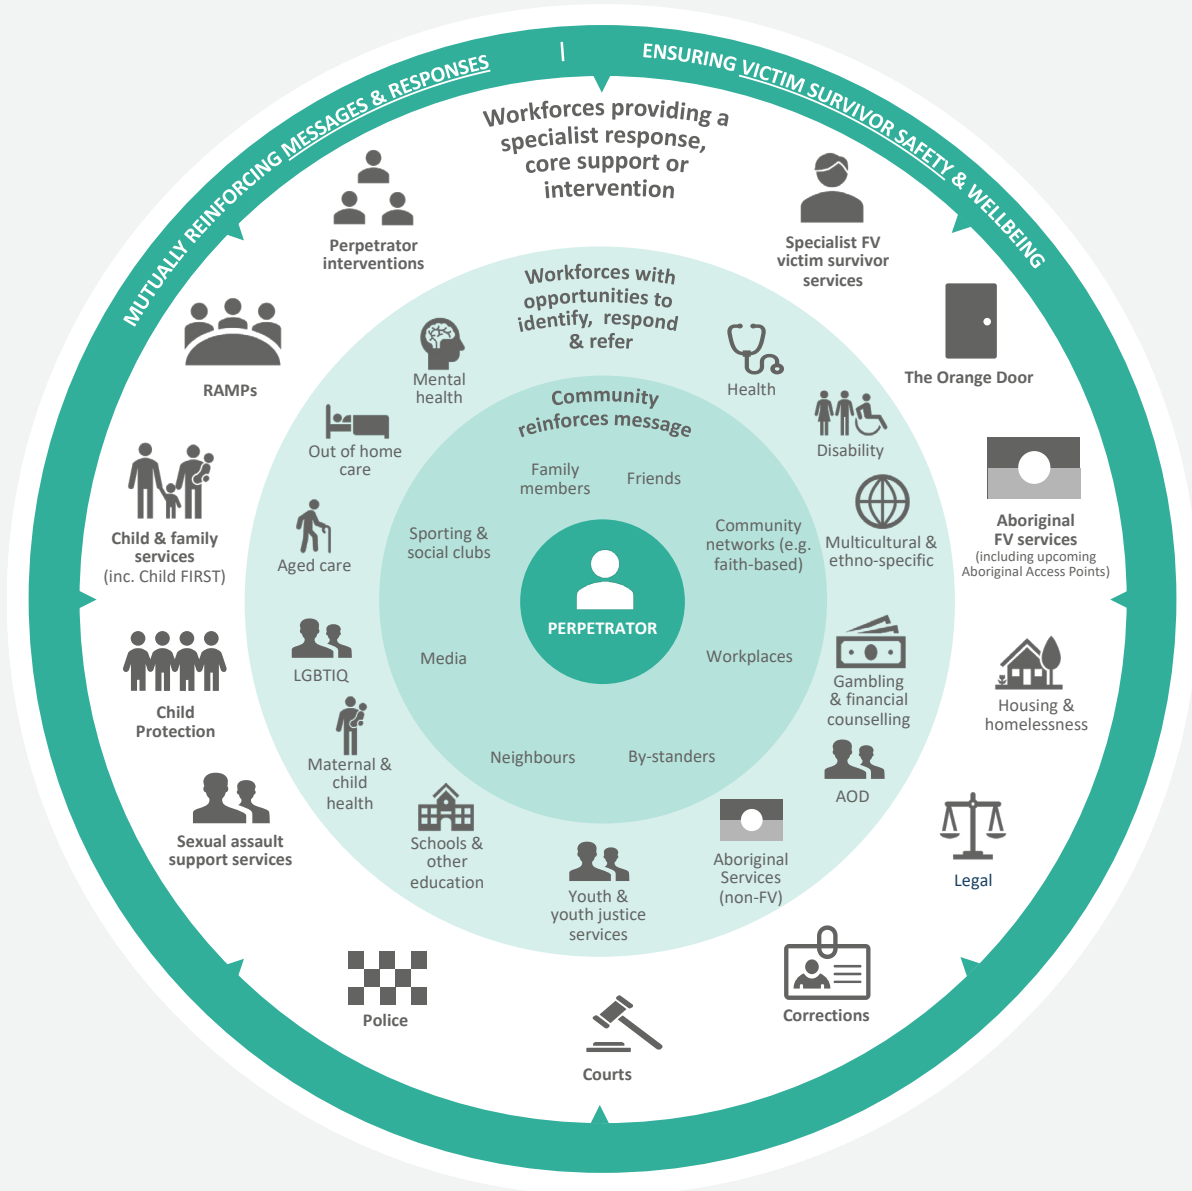 MUTUALLY REINFORCING MESSAGES & RESPONSES | ENSURING VICTIM SURVIVOR SAFETY & WELLBEING
Workforces providing a
specialist response,
core support or
intervention
Perpetrator
interventions
Specialist FV
victim survivor
services
RAMPs
The Orange Door
Child & family
services
(inc. Child FIRST)
Aboriginal
FV services
(including upcoming
Aboriginal Access Points)
Child
Protection
Housing &
homelessness
Sexual assault
support services
Legal
Police
Corrections
Courts
Workforces with
opportunities to
identify, respond
& refer
Mental
health
Health
Out of home
care
Disability
Aged care
Multicultural &
ethno-specific
LGBTIQ
Gambling
& financial
counselling
Maternal &
child
health
AOD
Schools &
other
education
Youth &
youth justice
services
Aboriginal
Services
(non-FV)
Community
reinforces message
Family
members
Friends
Sporting &
social clubs
Community
networks (e.g.
faith-based)
Media
Workplaces
Neighbours
By-standers
PERPETRATOR